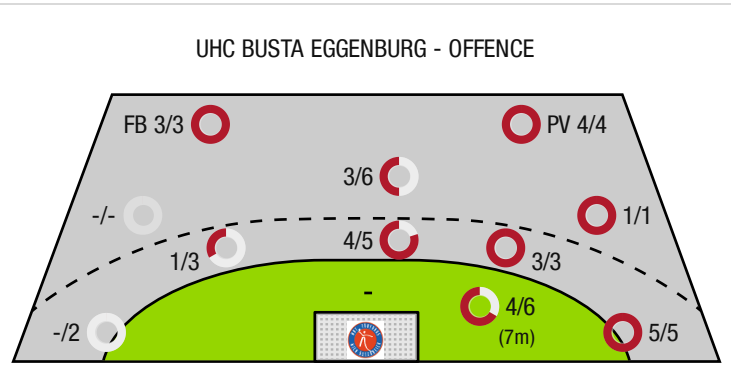 UHC BUSTA EGGENBURG - OFFENCE
FB 3/3
PV 4/4
3/6
-/-
1/1
1/3
4/5
3/3
-
4/6
(7m)
-/2
5/5